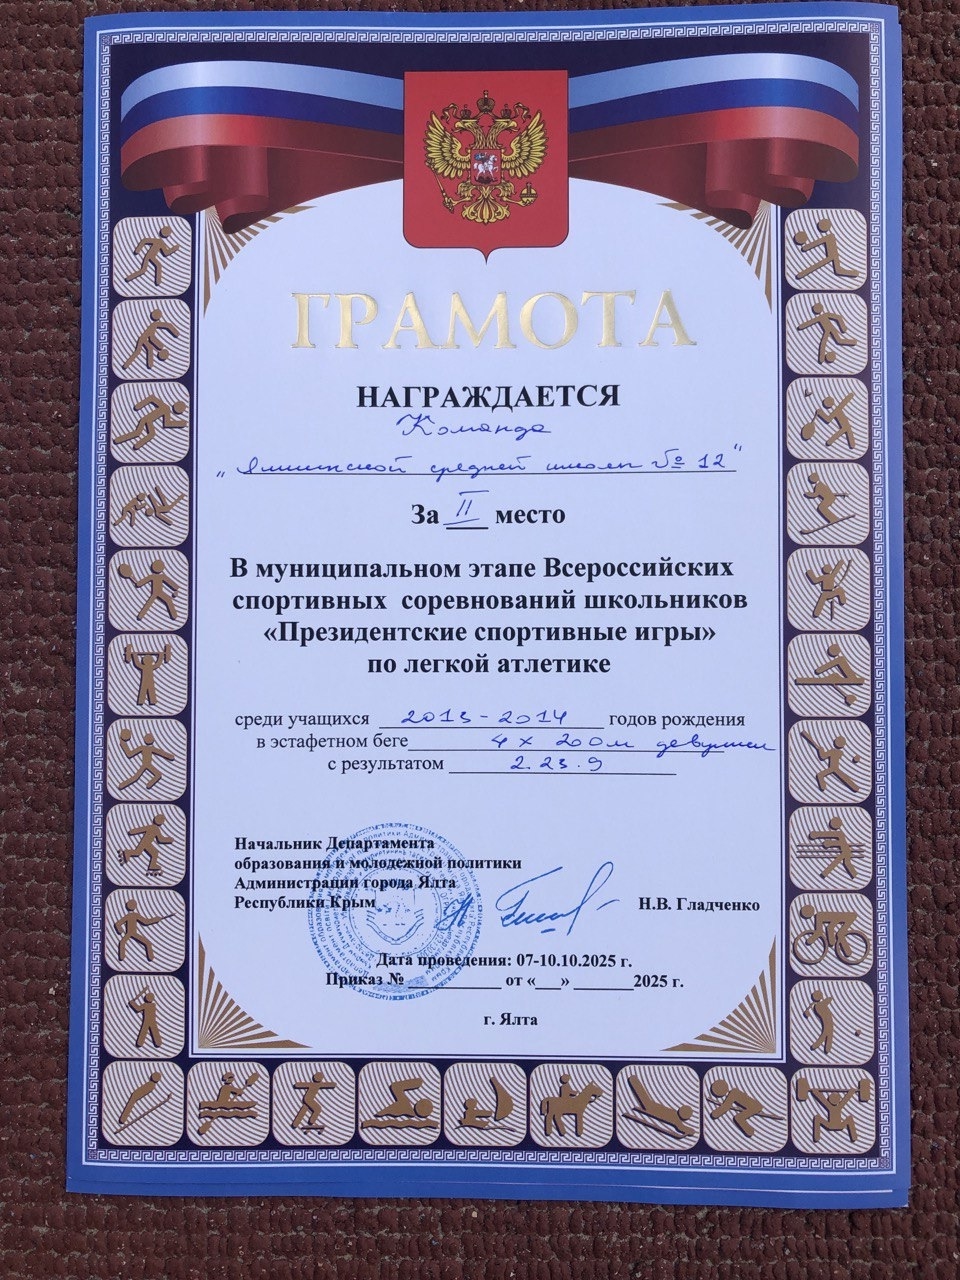 ГРАМОТА
НАГРАЖДАЕТСЯ
Команда
"Ялтинской средней школы № 12"
За II место
В муниципальном этапе Всероссийских
спортивных соревнований школьников
«Президентские спортивные игры»
по легкой атлетике
среди учащихся 2013-2014 годов рождения
в эстафетном беге 4 х 200м девушки
с результатом 2.23.9
Начальник Департамента
образования и молодежной политики
Администрации города Ялта
Республики Крым
Н.В. Гладченко
Дата проведения: 07-10.10.2025 г.
Приказ № ___________ от «___» _______2025 г.
г. Ялта